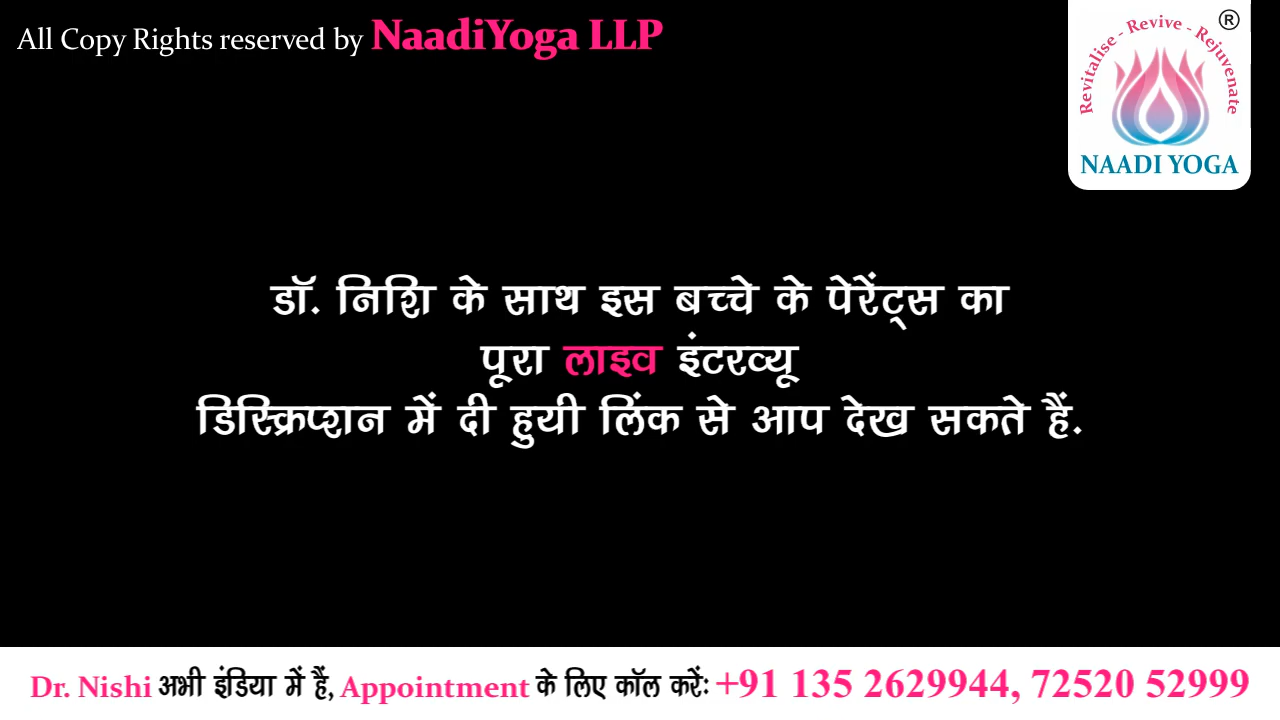 All Copy Rights reserved by NaadiYoga LLP
®
Revitalise - Revive - Rejuvenate
NAADI YOGA
डॉ. निशि के साथ इस बच्चे के पेरेंट्स का
पूरा लाइव इंटरव्यू
डिस्क्रिप्शन में दी हुयी लिंक से आप देख सकते हैं.
Dr. Nishi अभी इंडिया में हैं, Appointment के लिए कॉल करें: +91 135 2629944, 72520 52999